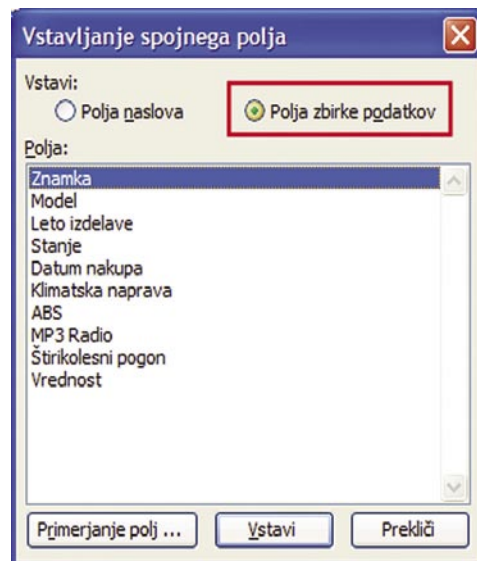 Vstavljanje spojnega polja
Vstavi:
Polja naslova Polja zbirke podatkov
Polja:
Znamka
Model
Leto izdelave
Stanje
Datum nakupa
Klimatska naprava
ABS
MP3 Radio
Štirikolesni pogon
Vrednost
Primerjanje polj ... Vstavi Prekliči